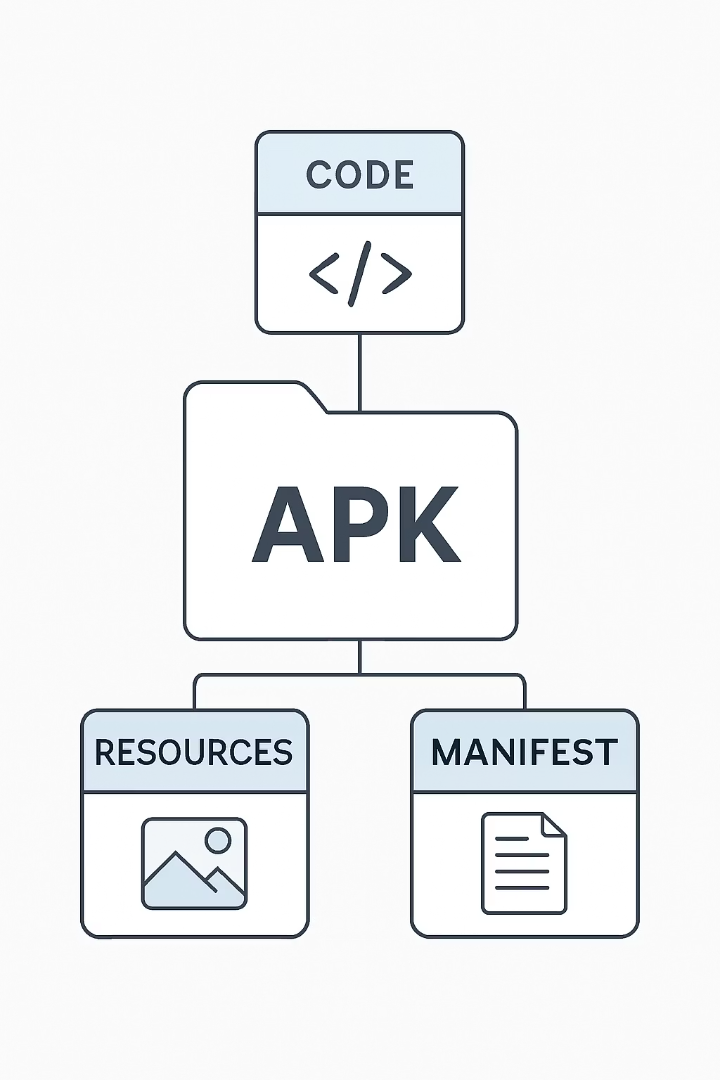 CODE
</>
APK
RESOURCES
MANIFEST